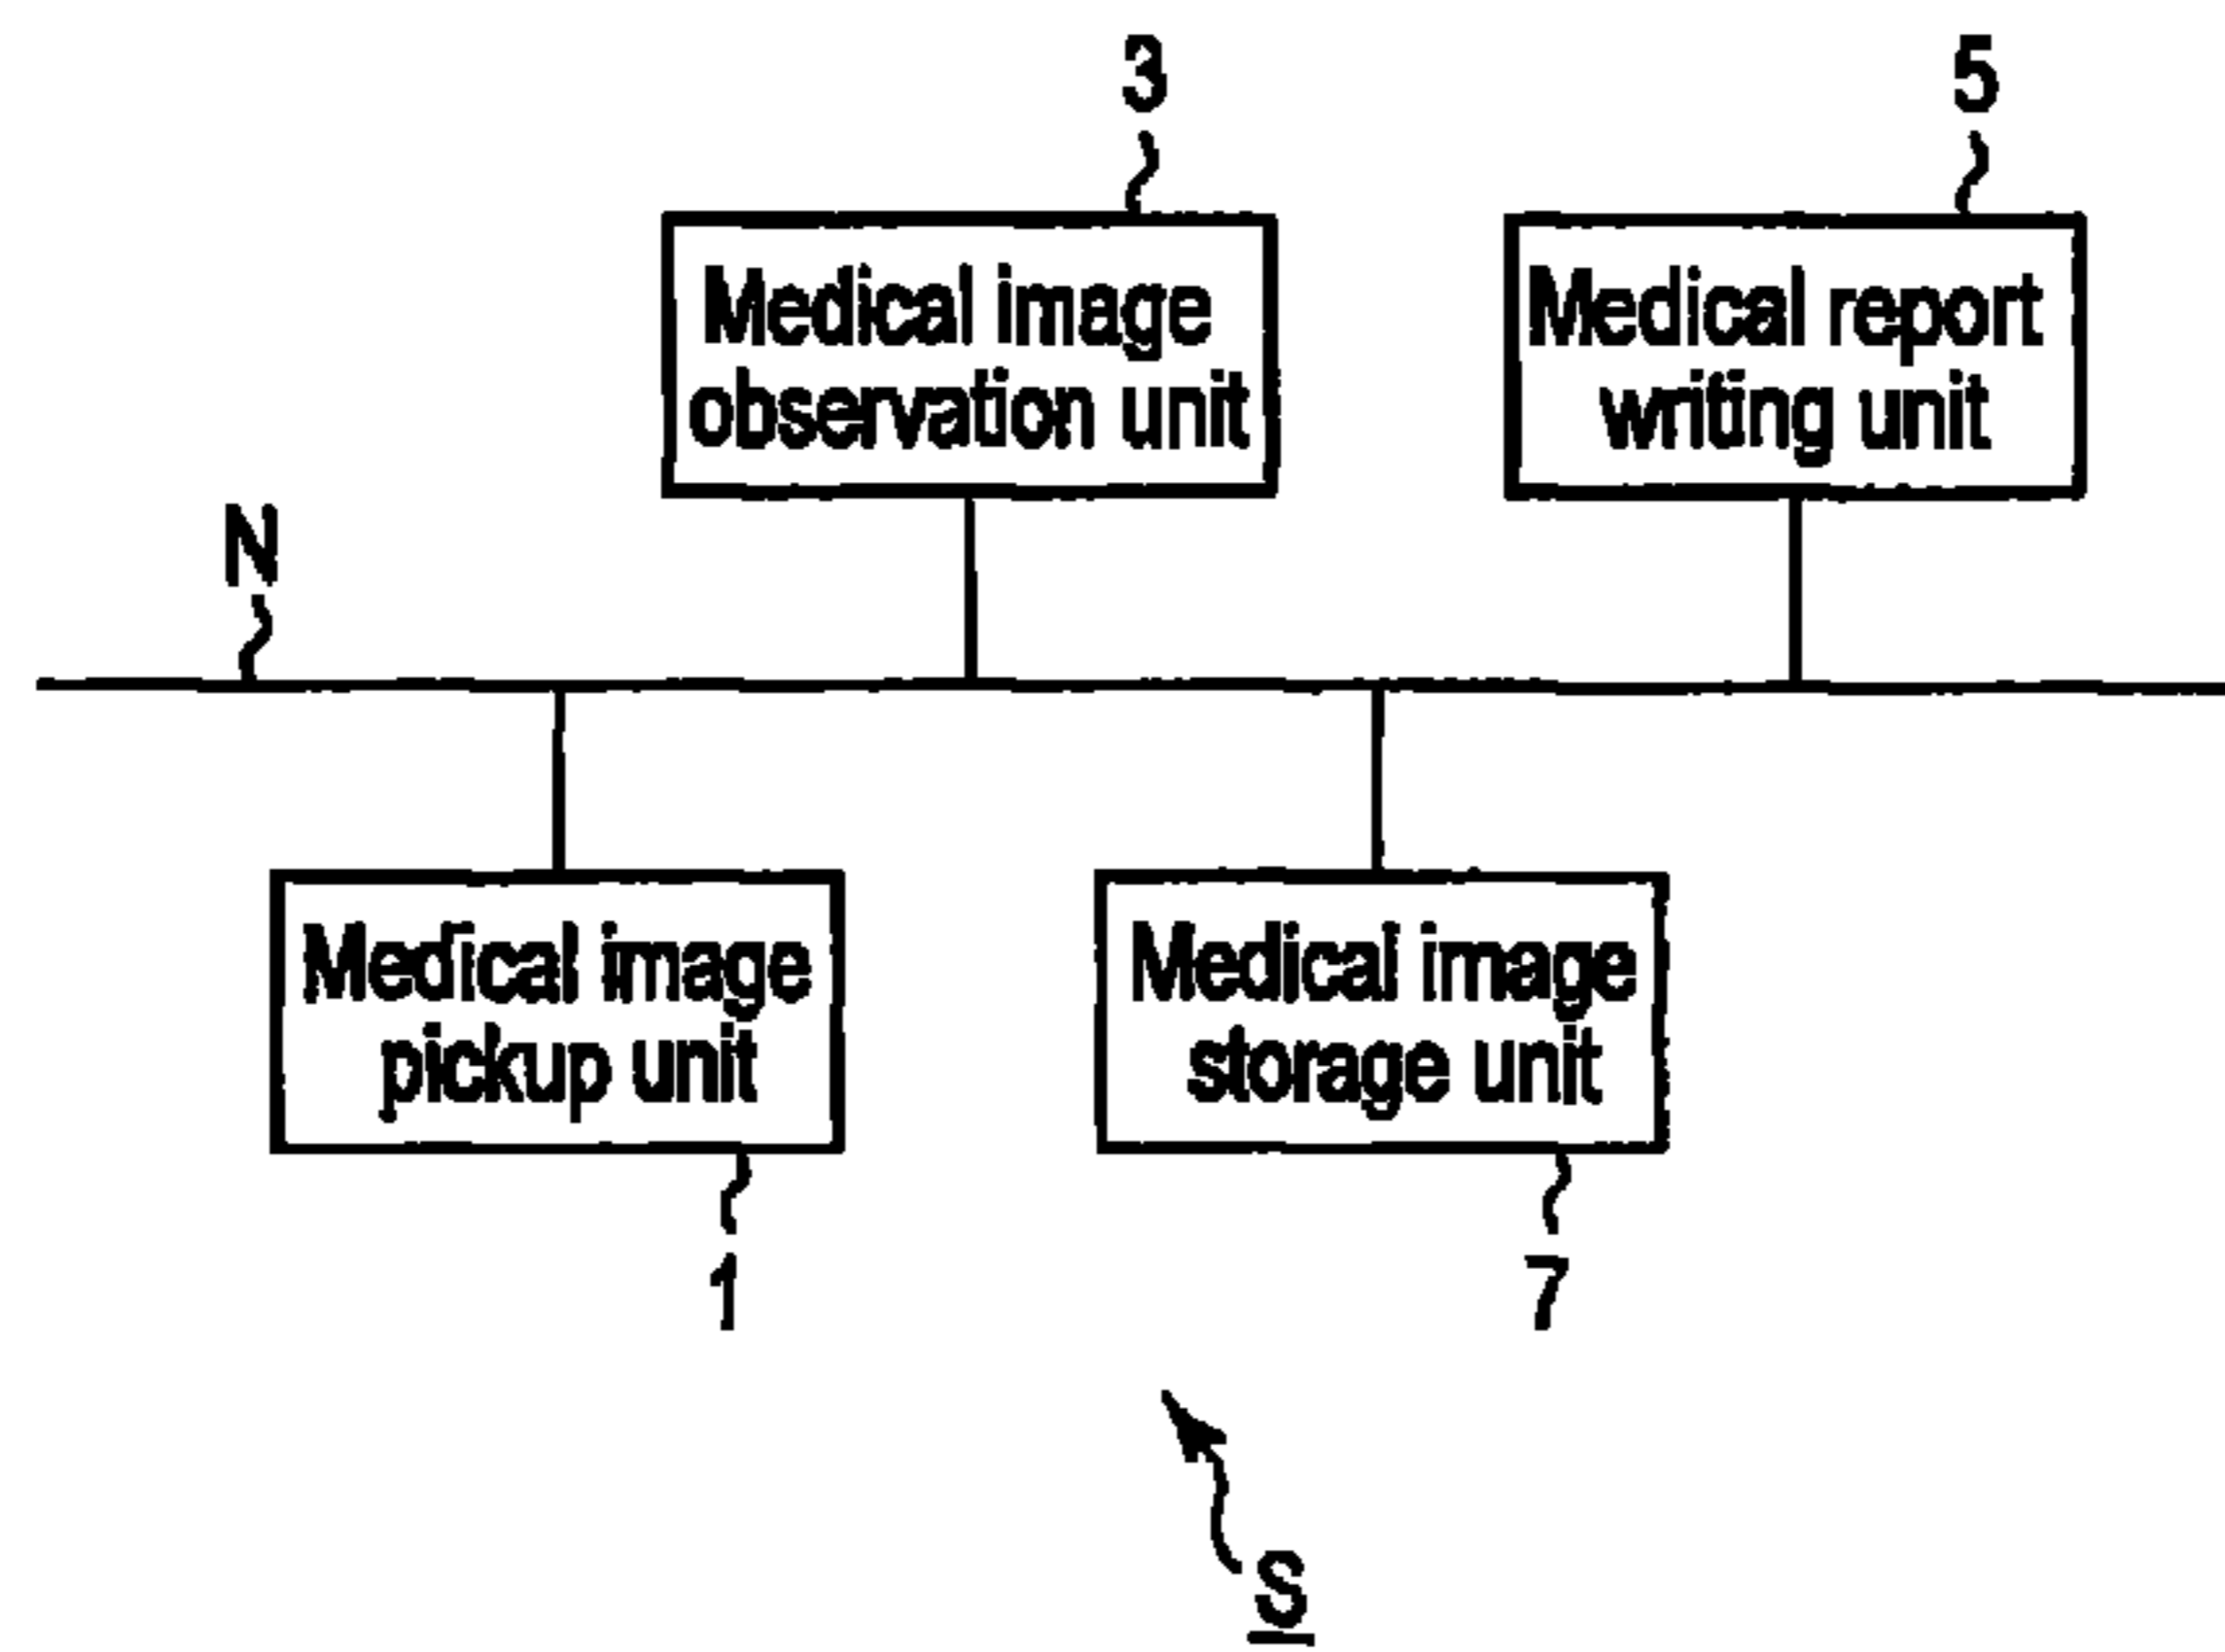 3
5
Medical image
observation unit
Medical report
writing unit
N
Medical image
pickup unit
Medical image
storage unit
1
7
S